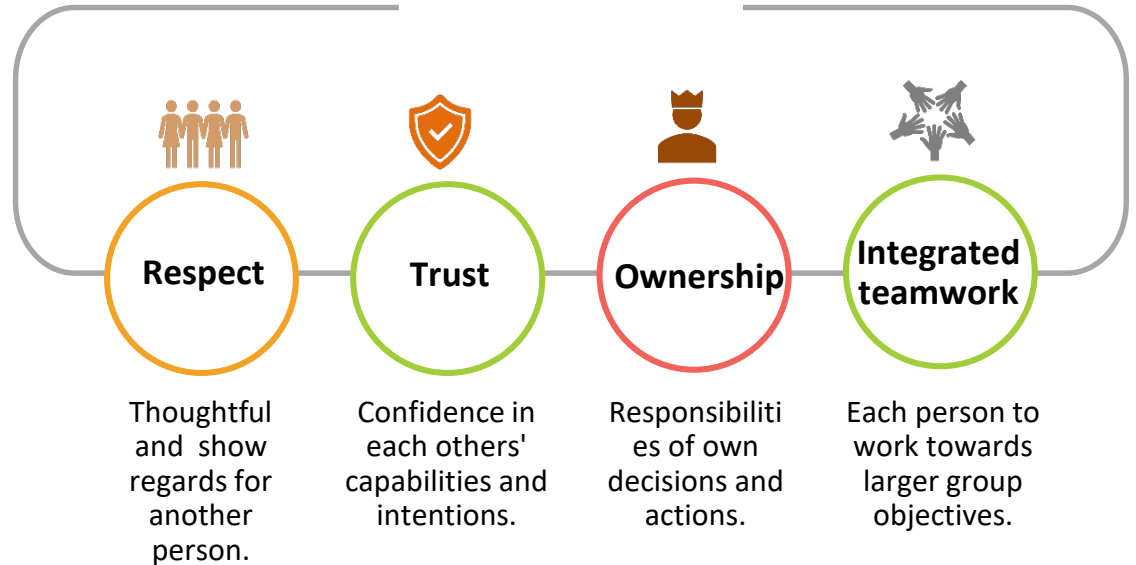 Respect
Trust
Ownership
Integrated
teamwork
Thoughtful
and  show
regards for
another
person.
Confidence in
each others'
capabilities and
intentions.
Responsibiliti
es of own
decisions and
actions.
Each person to
work towards
larger group
objectives.